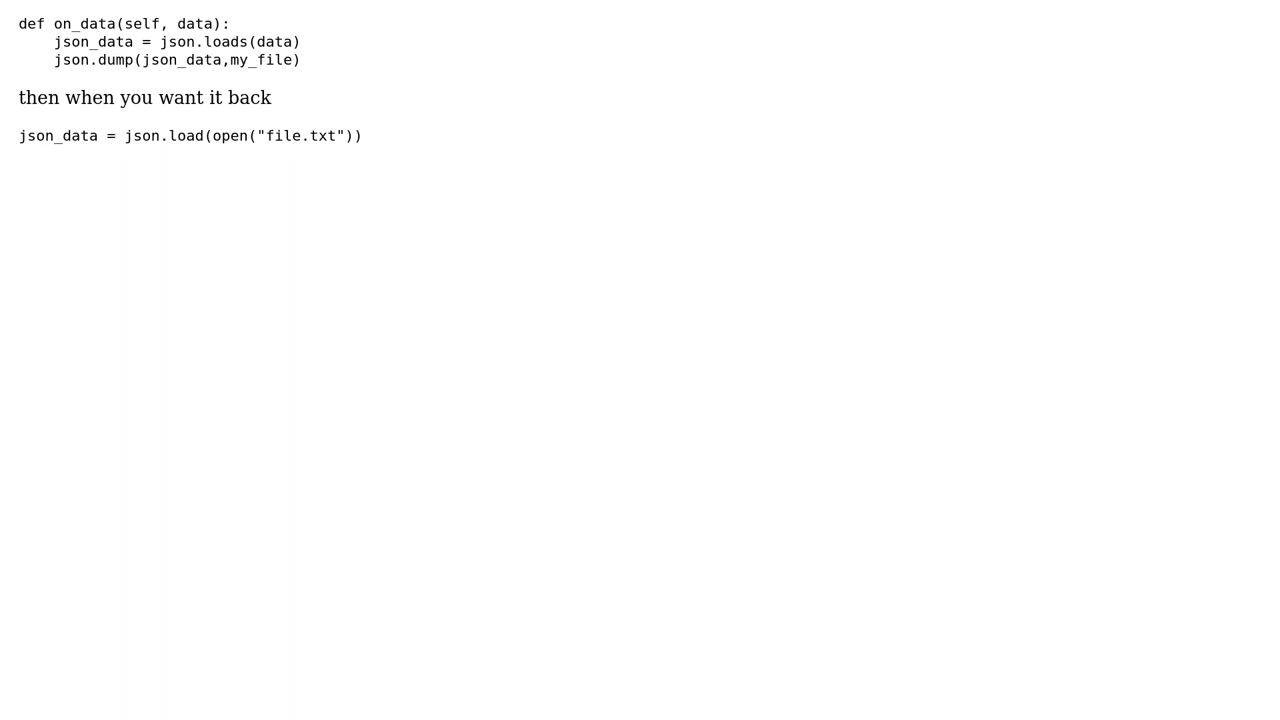 def on_data(self, data):
    json_data = json.loads(data)
    json.dump(json_data,my_file)
then when you want it back
json_data = json.load(open("file.txt"))